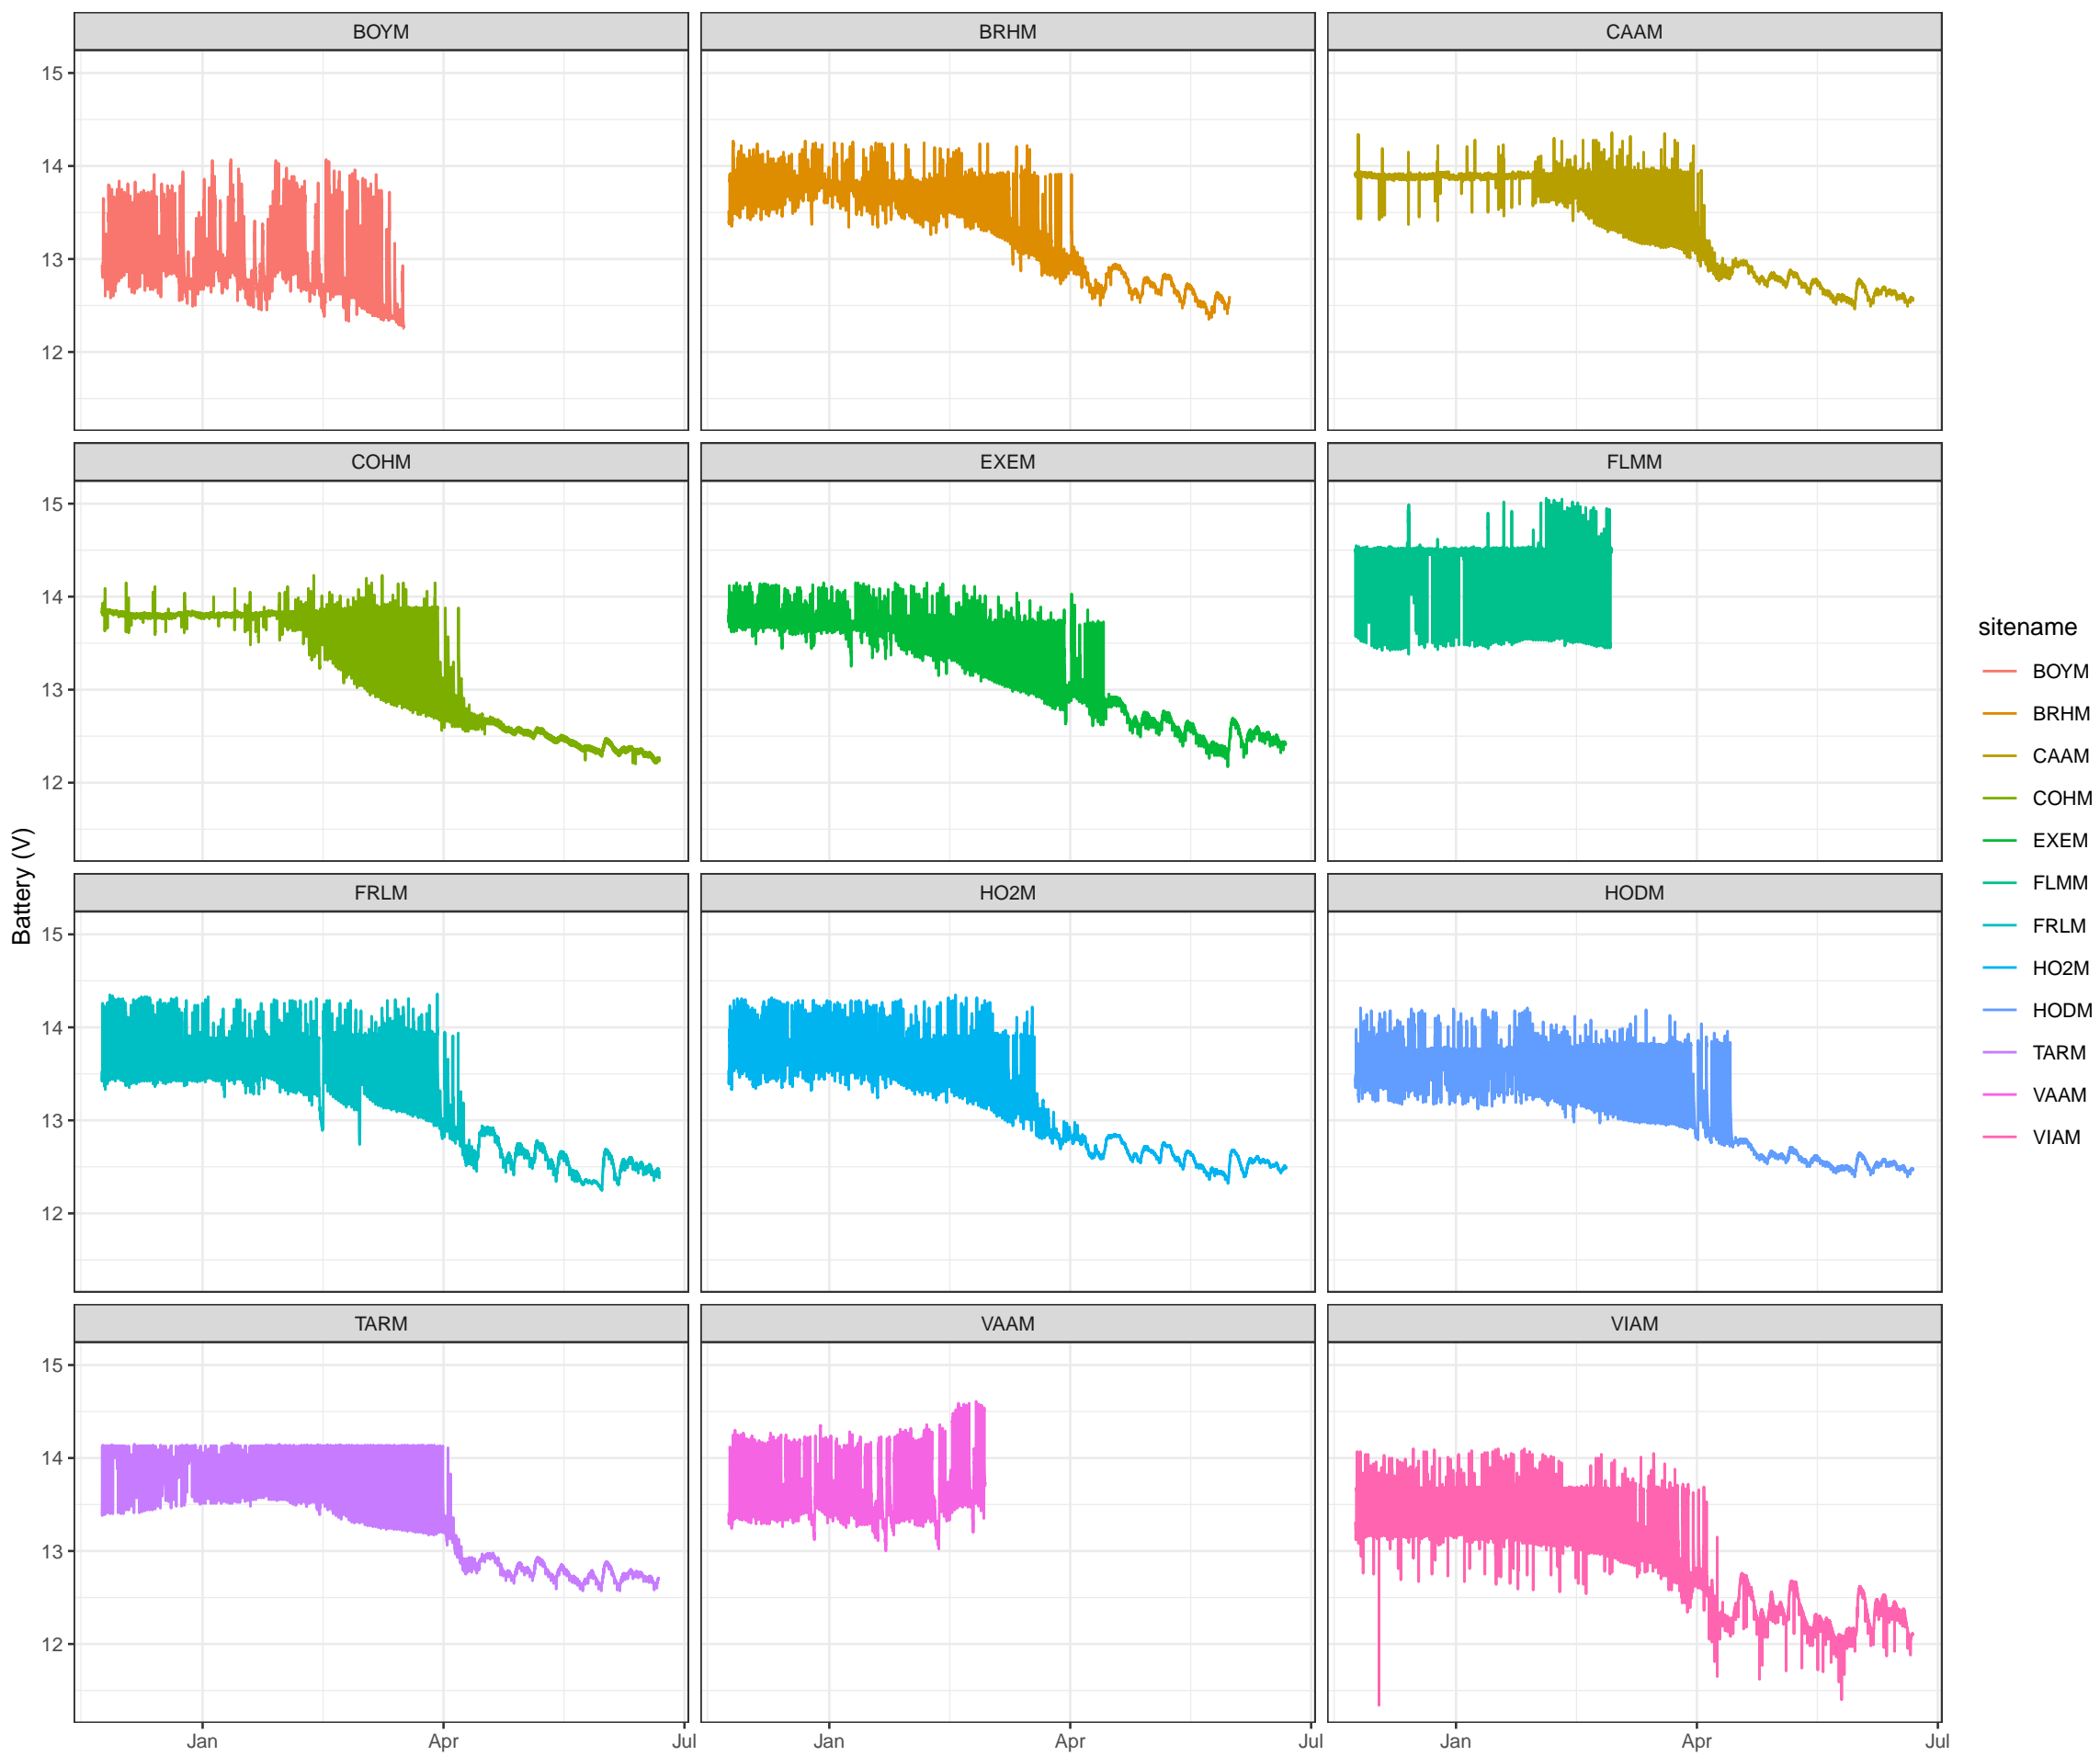 BOYM BRHM CAAM
15
14
13
12
COHM EXEM FLMM
15
14
13
12
FRLM HO2M HODM
15
14
13
12
TARM VAAM VIAM
15
14
13
12
Jan Apr Jul Jan Apr Jul Jan Apr Jul
Battery (V)
sitename
BOYM
BRHM
CAAM
COHM
EXEM
FLMM
FRLM
HO2M
HODM
TARM
VAAM
VIAM